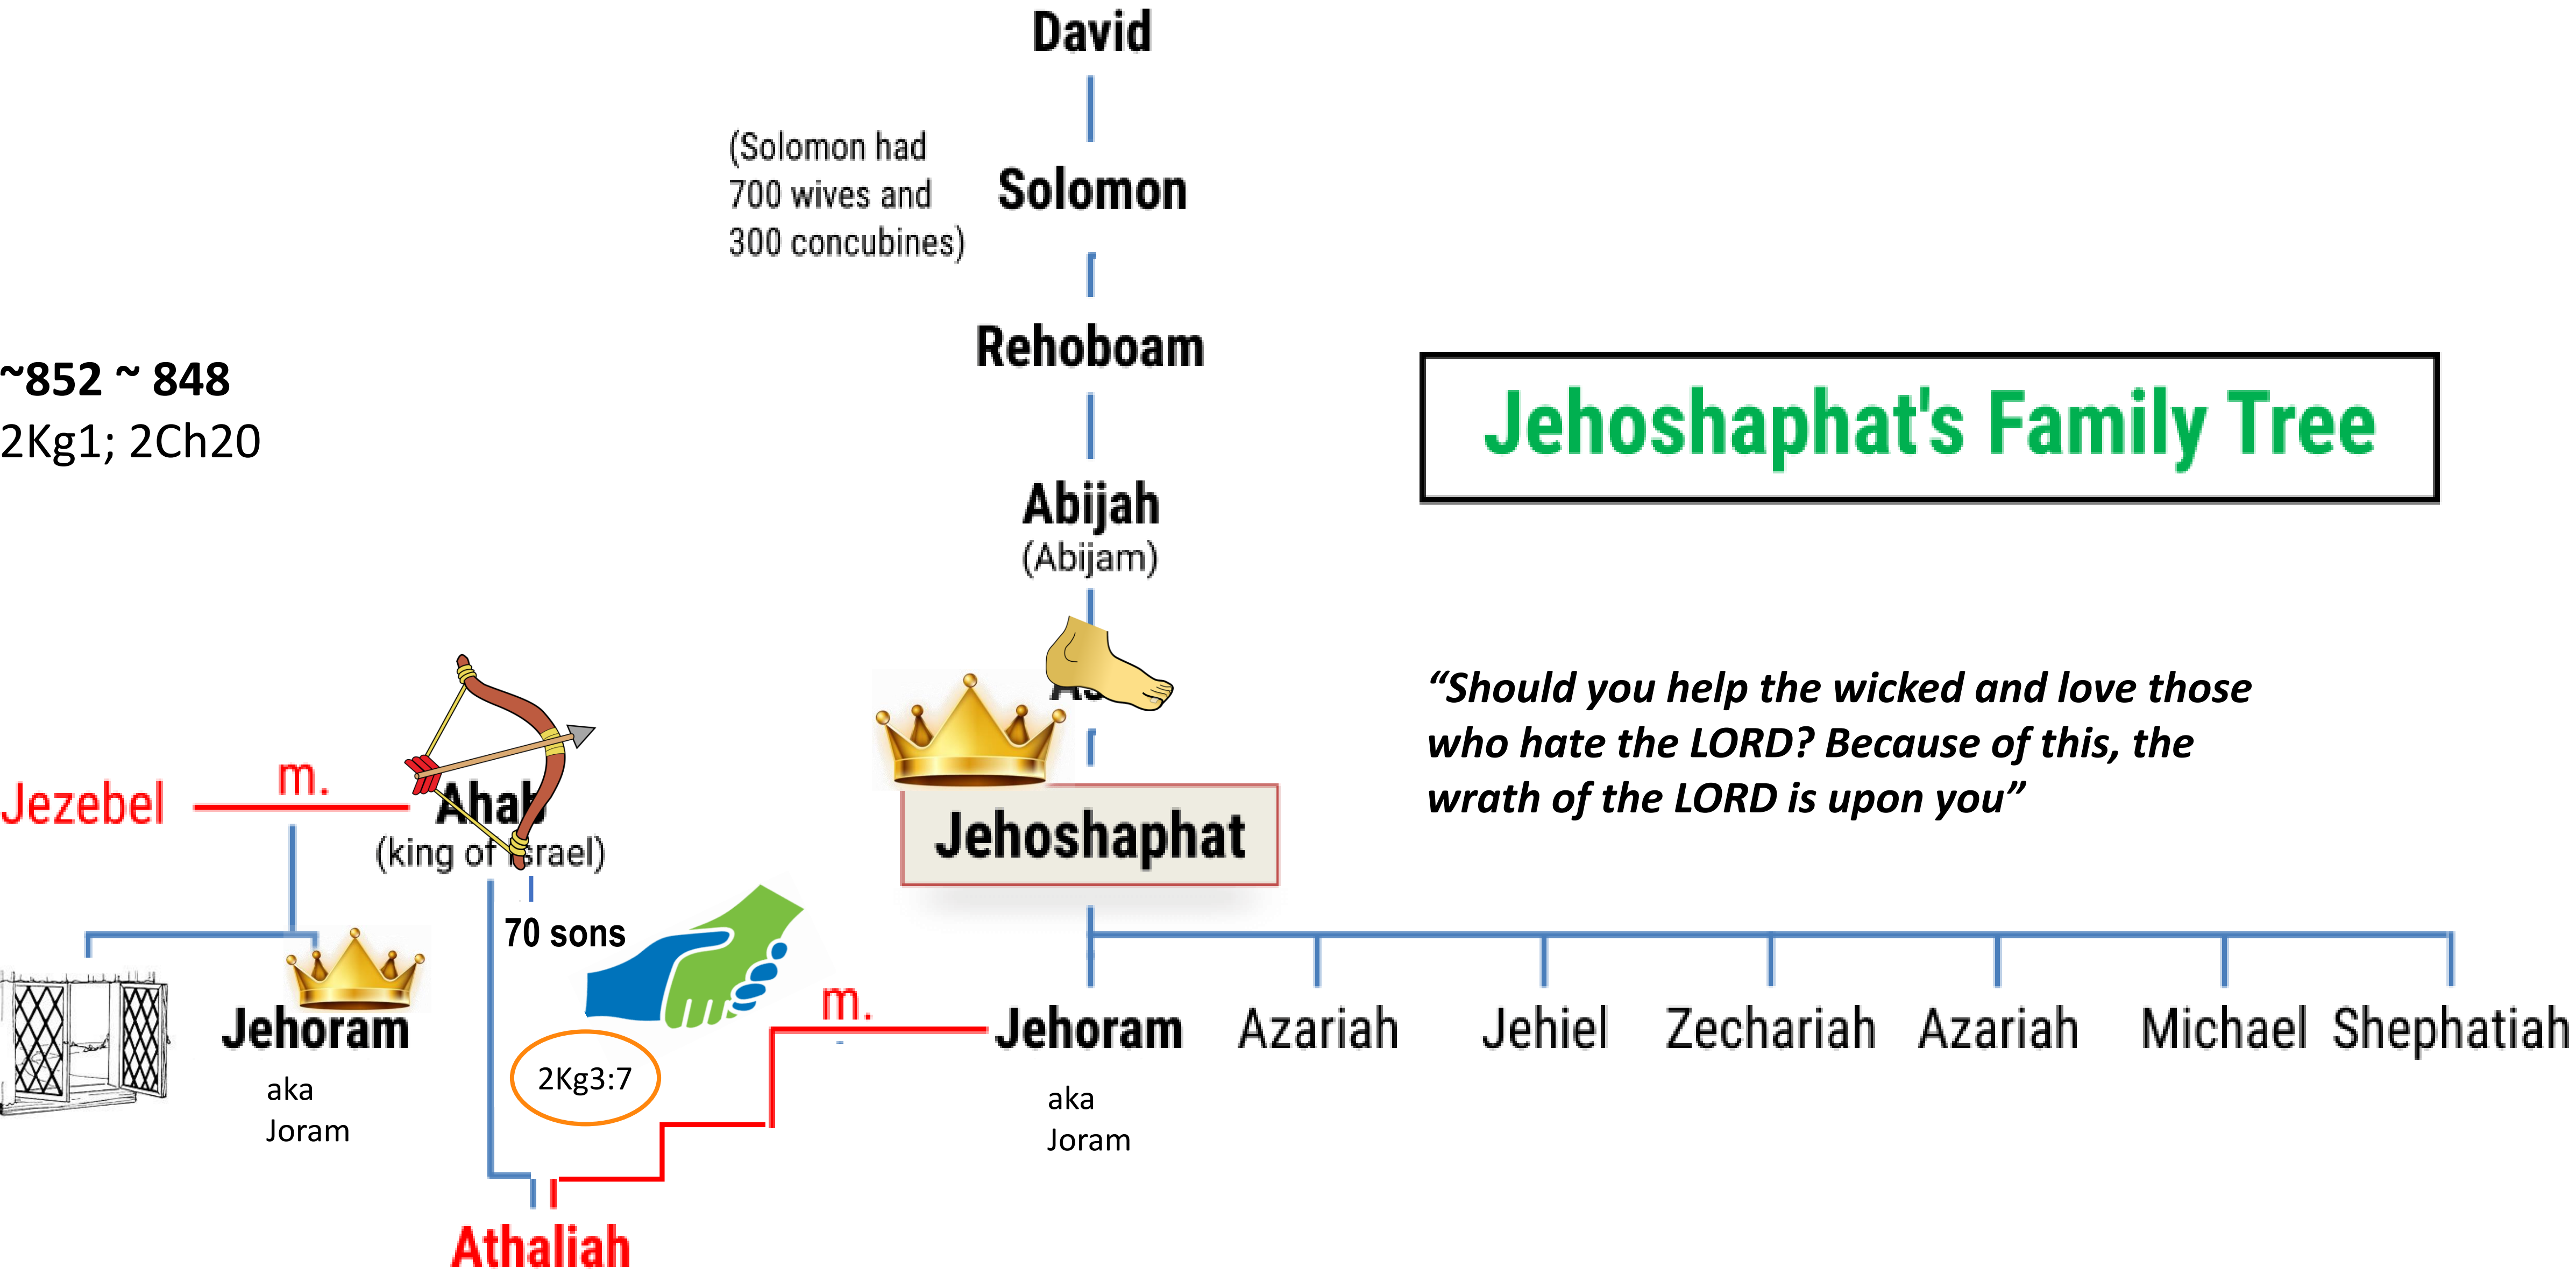 David
(Solomon had
700 wives and
300 concubines)
Solomon
Rehoboam
~852 ~ 848
2Kg1; 2Ch20
Jehoshaphat's Family Tree
Abijah
(Abijam)
“Should you help the wicked and love those
who hate the LORD? Because of this, the
wrath of the LORD is upon you”
Jezebel
m.
Ahab
(king of Israel)
Jehoshaphat
70 sons
m.
Jehoram
aka
Joram
2Kg3:7
Jehoram
aka
Joram
Azariah
Jehiel
Zechariah
Azariah
Michael
Shephatiah
Athaliah